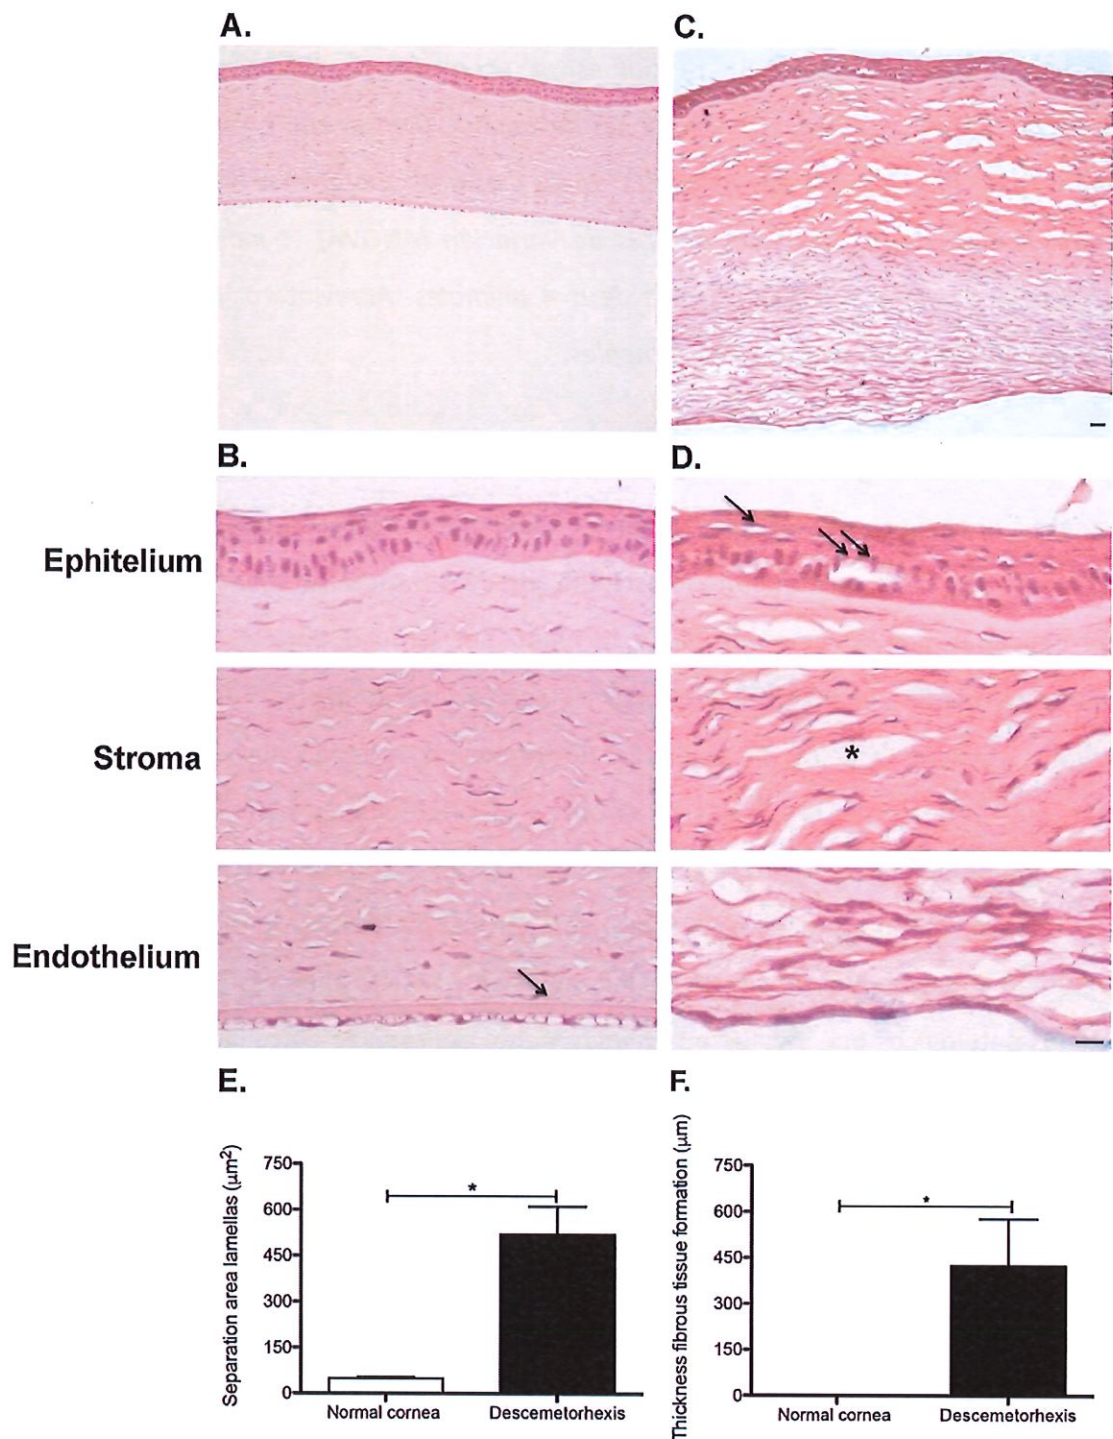 A.
C.
B.
D.
Ephitelium
Stroma
*
Endothelium
E.
F.
Separation area lamellas (μm²)
750
600
450
300
150
0
*
Normal cornea
Descemetorhexis
Thickness fibrous tissue formation (μm)
750
600
450
300
150
0
*
Normal cornea
Descemetorhexis